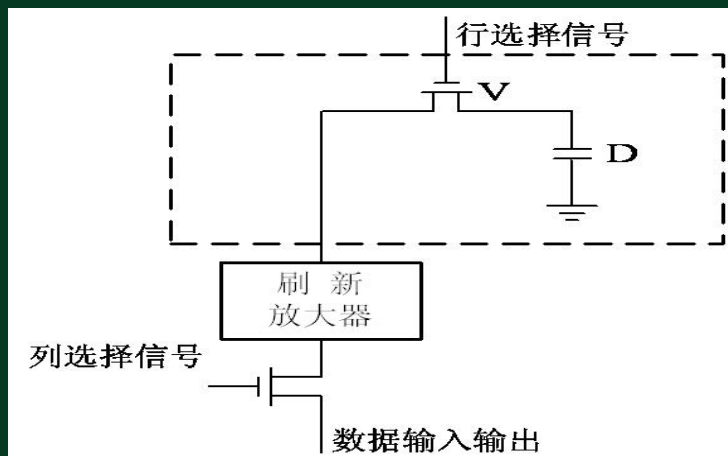 行选择信号
V
D
刷 新
放大器
列选择信号
数据输入输出